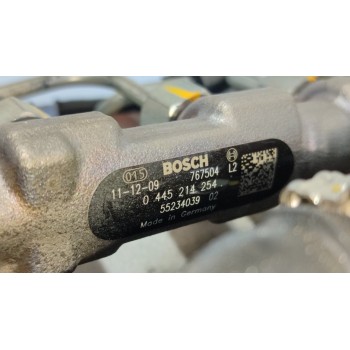 015 BOSCH 767504
11-12-09 L2
0 445 214 254
55234039 02
Made in Germany